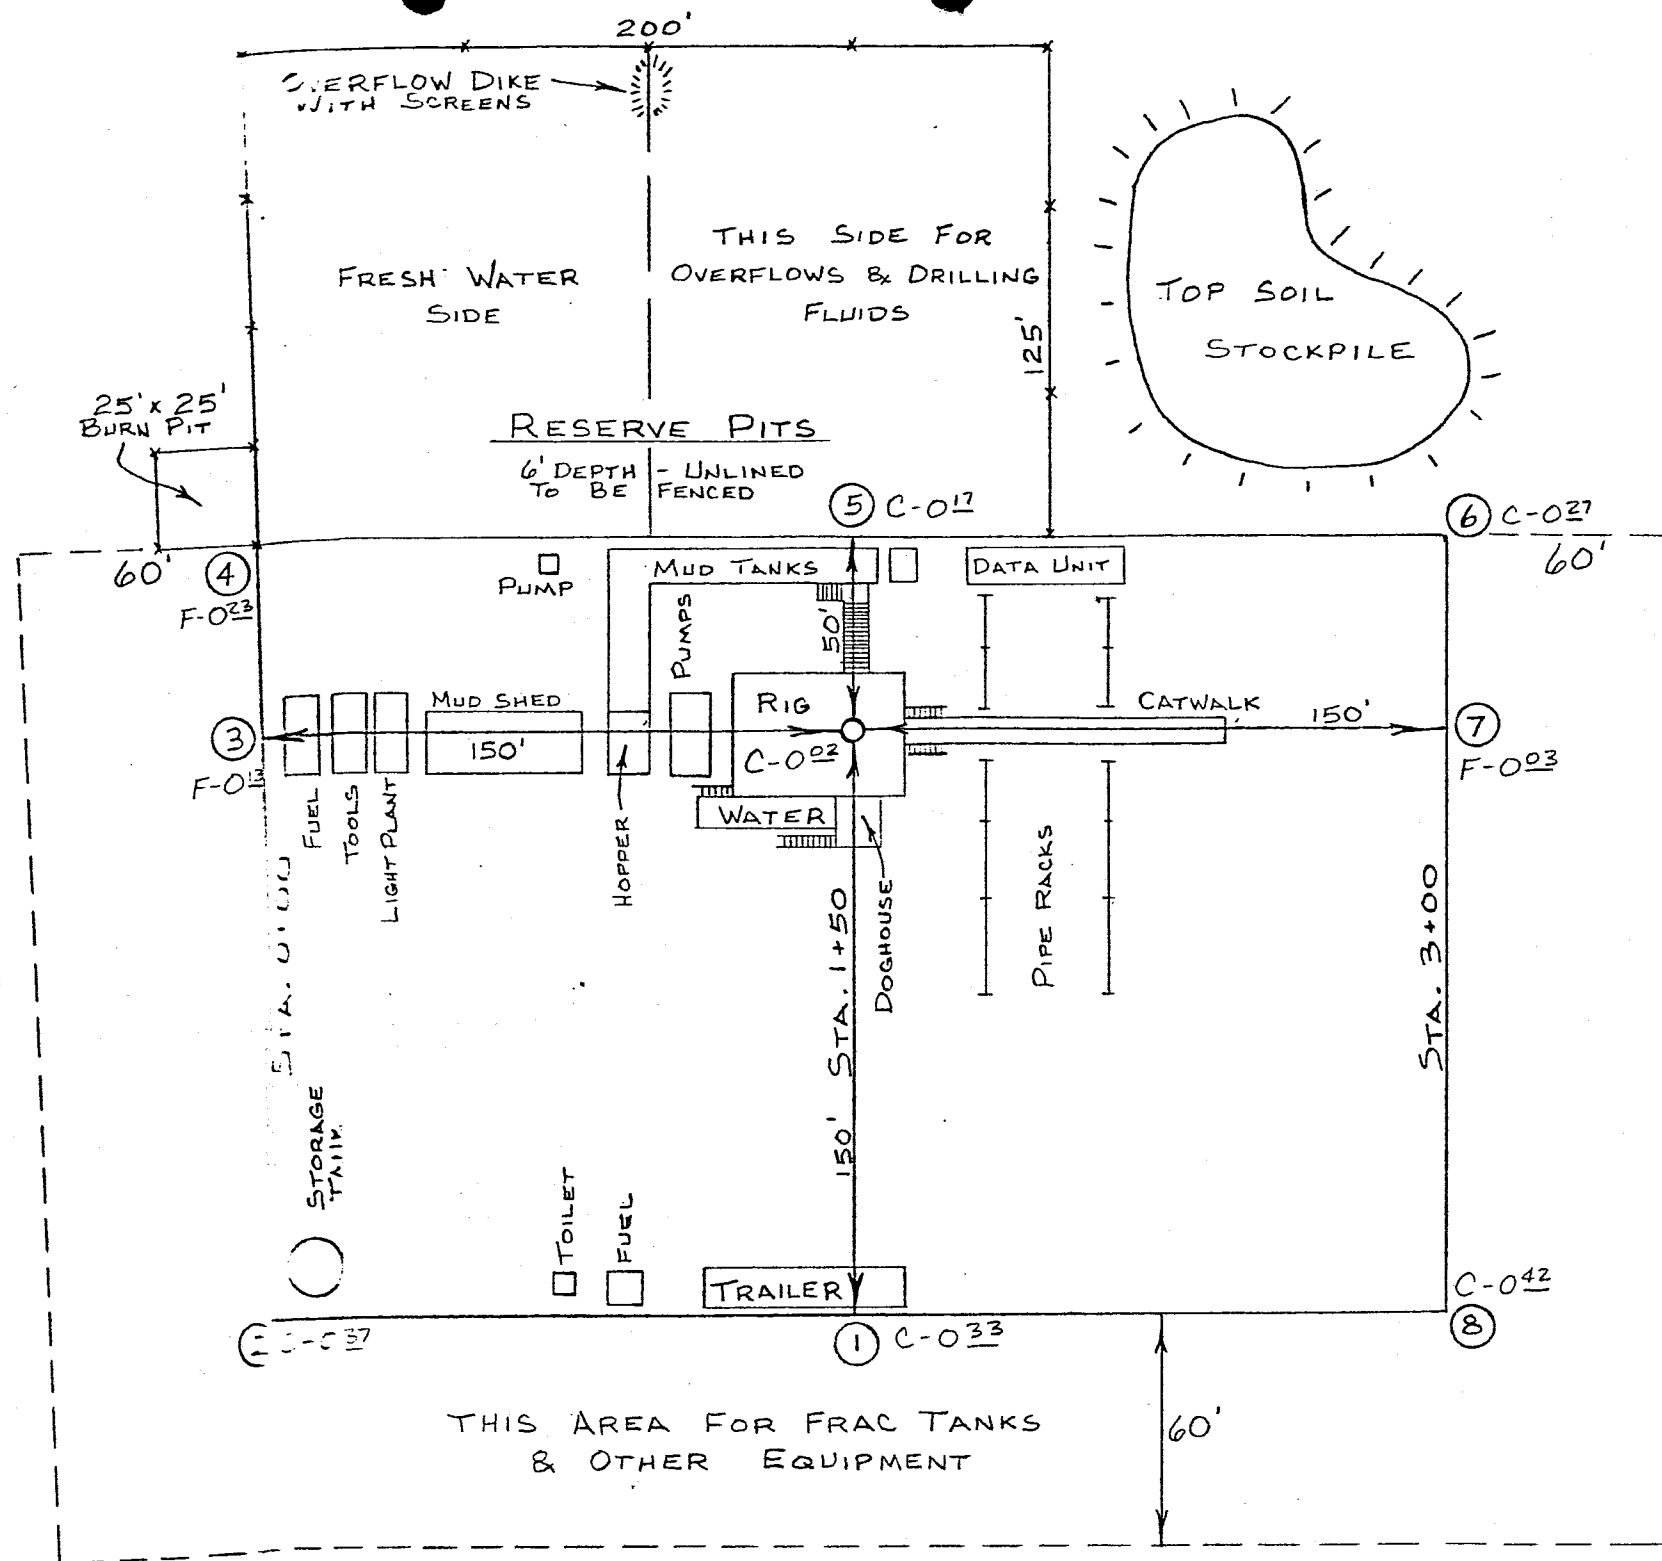 200'
OVERFLOW DIKE
WITH SCREENS
THIS SIDE FOR
OVERFLOWS & DRILLING
FLUIDS
FRESH WATER
SIDE
TOP SOIL
STOCKPILE
125'
25' x 25'
BURN PIT
RESERVE PITS
6' DEPTH - UNLINED
TO BE FENCED
5 C-0 17
6 C-0 27
60'
60'
4
F-0 23
PUMP
MUD TANKS
DATA UNIT
PUMPS
50'
MUD SHED
RIG
CATWALK
150'
150'
3
7
F-0
C-0 02
F-0 03
FUEL
TOOLS
LIGHT PLANT
HOPPER
WATER
DOGHOUSE
PIPE RACKS
STA. 1+50
STA. 3+00
150'
STA.
STORAGE
TANK
TOILET
FUEL
TRAILER
C-0 42
8
37
1 C-0 33
THIS AREA FOR FRAC TANKS
& OTHER EQUIPMENT
60'